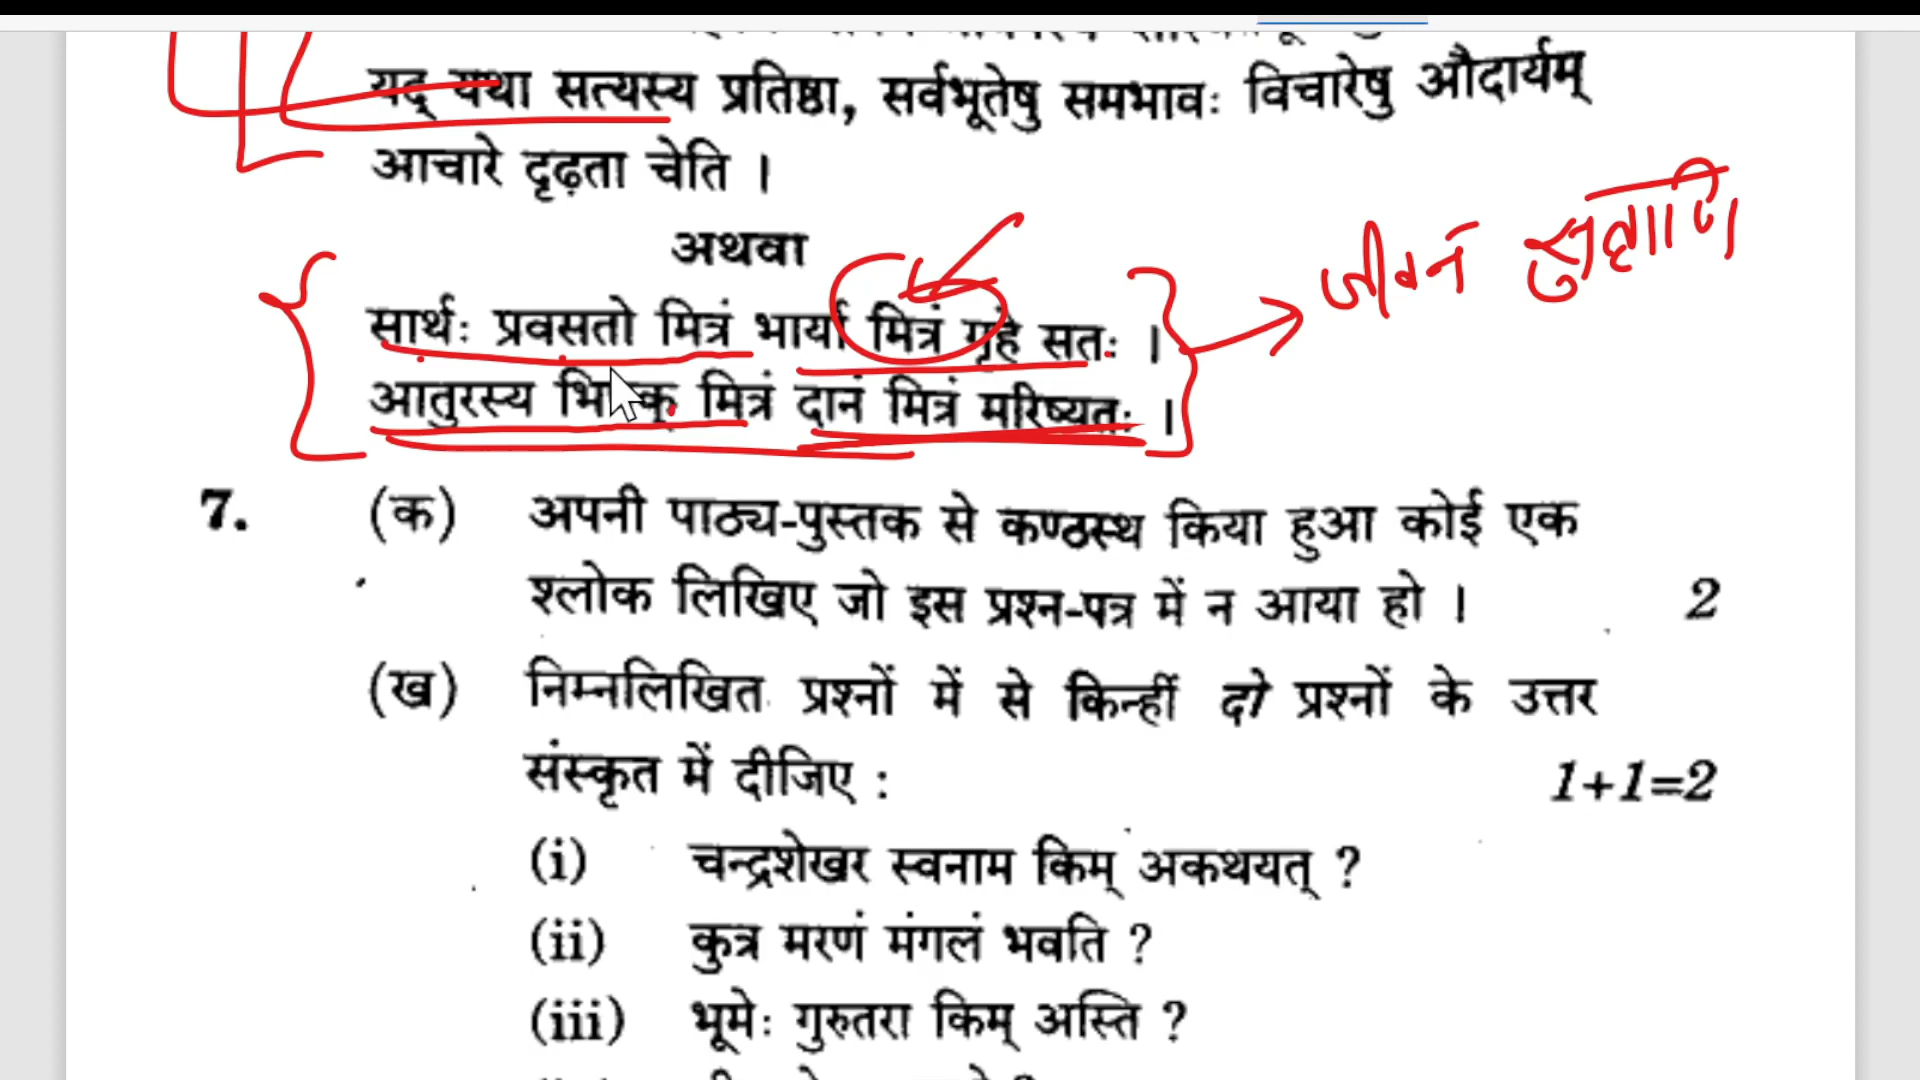 यद् यथा सत्यस्य प्रतिष्ठा, सर्वभूतेषु समभावः विचारेषु औदार्यम्
आचारे दृढ़ता चेति ।
अथवा
सार्थः प्रवसतो मित्रं भार्या मित्रं गृहे सतः ।
आतुरस्य मित्रं दानं मित्रं मरिष्यतः ।
जीवन
7. (क) अपनी पाठ्य-पुस्तक से कण्ठस्थ किया हुआ कोई एक
श्लोक लिखिए जो इस प्रश्न-पत्र में न आया हो । 2
(ख) निम्नलिखित प्रश्नों में से किन्हीं दो प्रश्नों के उत्तर
संस्कृत में दीजिए : 1+1=2
(i) चन्द्रशेखर स्वनाम किम् अकथयत् ?
(ii) कुत्र मरणं मंगलं भवति ?
(iii) भूमेः गुरुतरा किम् अस्ति ?